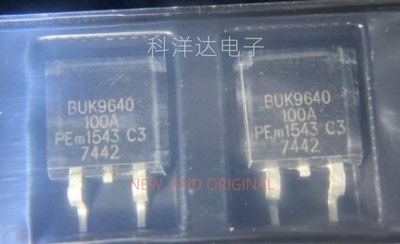 科洋达电子
BUK9640
100A
PEm1543 C3
7442
BUK9640
100A
PEm1543 C3
7442
NEW AND ORIGINAL